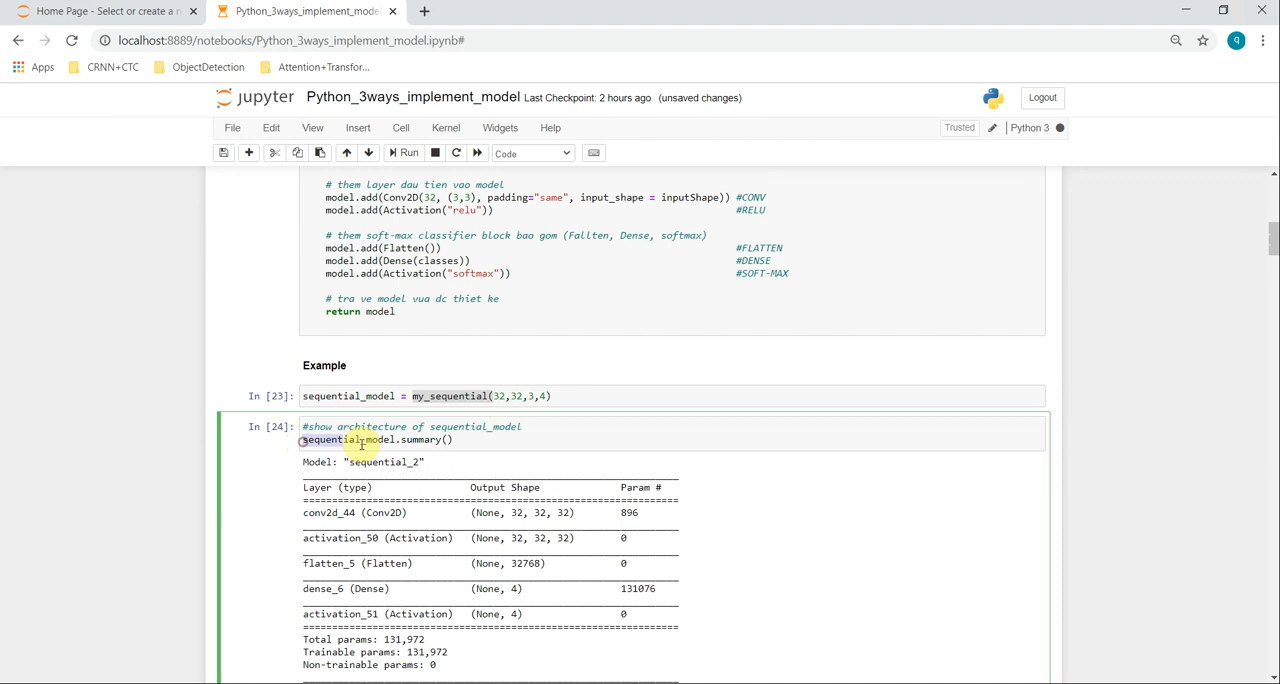 Home Page - Select or create a n
Python_3ways_implement_mode
localhost:8889/notebooks/Python_3ways_implement_model.ipynb#
q
Apps
CRNN+CTC
ObjectDetection
Attention+Transfor...
jupyter Python_3ways_implement_model Last Checkpoint: 2 hours ago (unsaved changes)
Logout
File Edit View Insert Cell Kernel Widgets Help
Trusted
Python 3
Run
Code
# them layer dau tien vao model
model.add(Conv2D(32, (3,3), padding="same", input_shape = inputShape)) #CONV
model.add(Activation("relu")) #RELU
# them soft-max classifier block bao gom (Fallten, Dense, softmax)
model.add(Flatten()) #FLATTEN
model.add(Dense(classes)) #DENSE
model.add(Activation("softmax")) #SOFT-MAX
# tra ve model vua dc thiet ke
return model
Example
In [23]: sequential_model = my_sequential(32,32,3,4)
In [24]: #show architecture of sequential_model
sequential_model.summary()
Model: "sequential_2"
Layer (type) Output Shape Param #
=================================================================
conv2d_44 (Conv2D) (None, 32, 32, 32) 896
activation_50 (Activation) (None, 32, 32, 32) 0
flatten_5 (Flatten) (None, 32768) 0
dense_6 (Dense) (None, 4) 131076
activation_51 (Activation) (None, 4) 0
=================================================================
Total params: 131,972
Trainable params: 131,972
Non-trainable params: 0